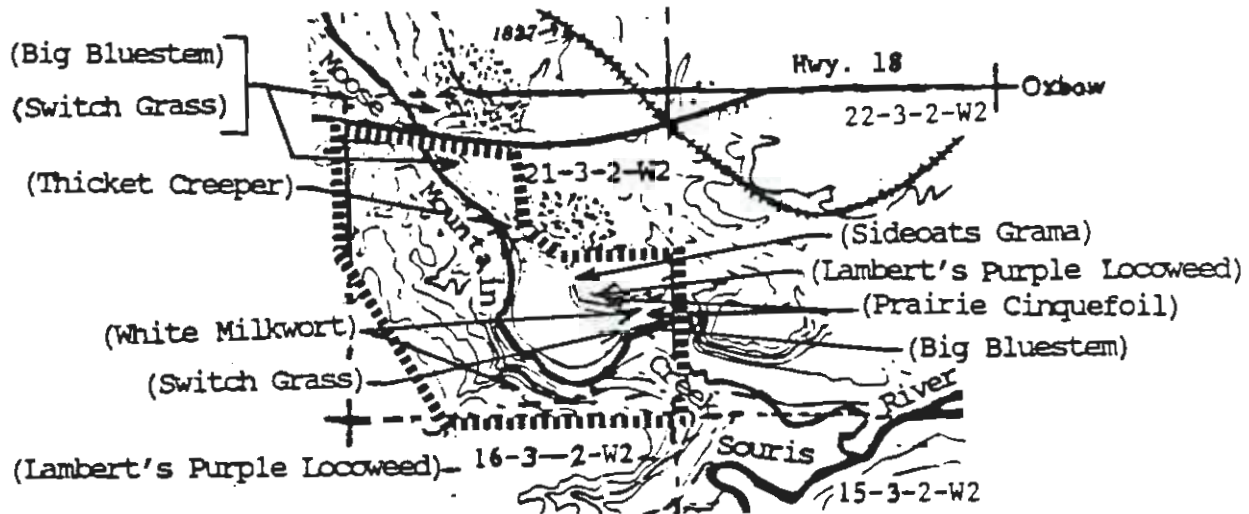 (Big Bluestem)
(Switch Grass)
(Thicket Creeper)
(White Milkwort)
(Switch Grass)
(Lambert's Purple Locoweed)
Moose
Mountain
1827
Hwy. 18
Oxbow
22-3-2-W2
21-3-2-W2
(Sideoats Grama)
(Lambert's Purple Locoweed)
(Prairie Cinquefoil)
(Big Bluestem)
River
Souris
16-3-2-W2
15-3-2-W2